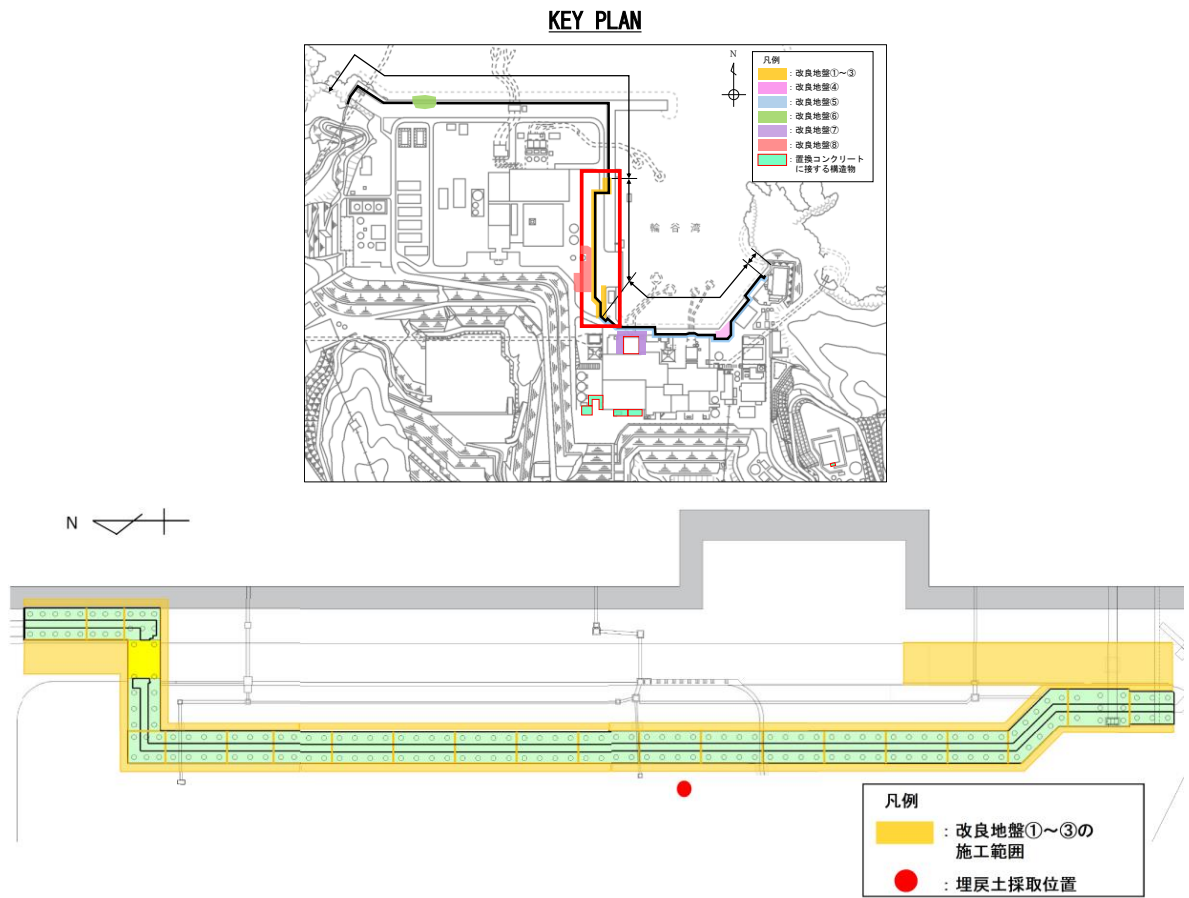 KEY PLAN
N
凡例
：改良地盤①～③
：改良地盤④
：改良地盤⑤
：改良地盤⑥
：改良地盤⑦
：改良地盤⑧
：置換コンクリート
に接する構造物
輪谷湾
N
凡例
：改良地盤①～③の
施工範囲
：埋戻土採取位置